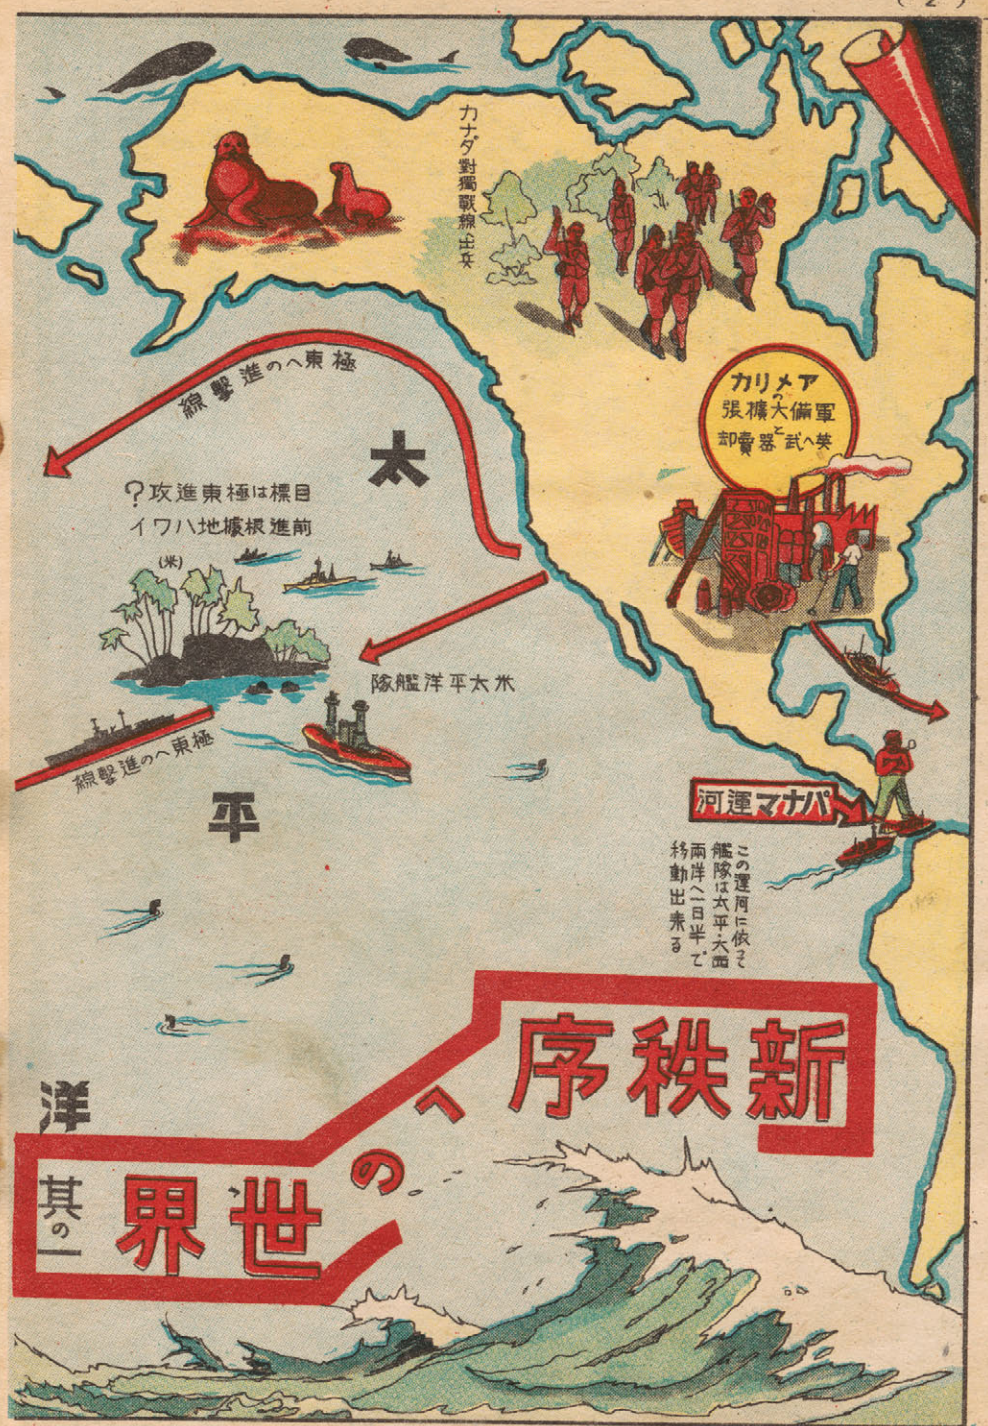 ( 2 )
カナダ對獨戰線へ出兵
アメリカの
軍備大擴張
と
英へ武器賣却
極東への進擊線
太
平
洋
目標は極東進攻?
前進根據地ハワイ
(米)
米太平洋艦隊
極東への進擊線
パナマ運河
この運河に依って
艦隊は太平・大西
兩洋へ一日半で
移動出来る
新秩序
への
世界
其の一